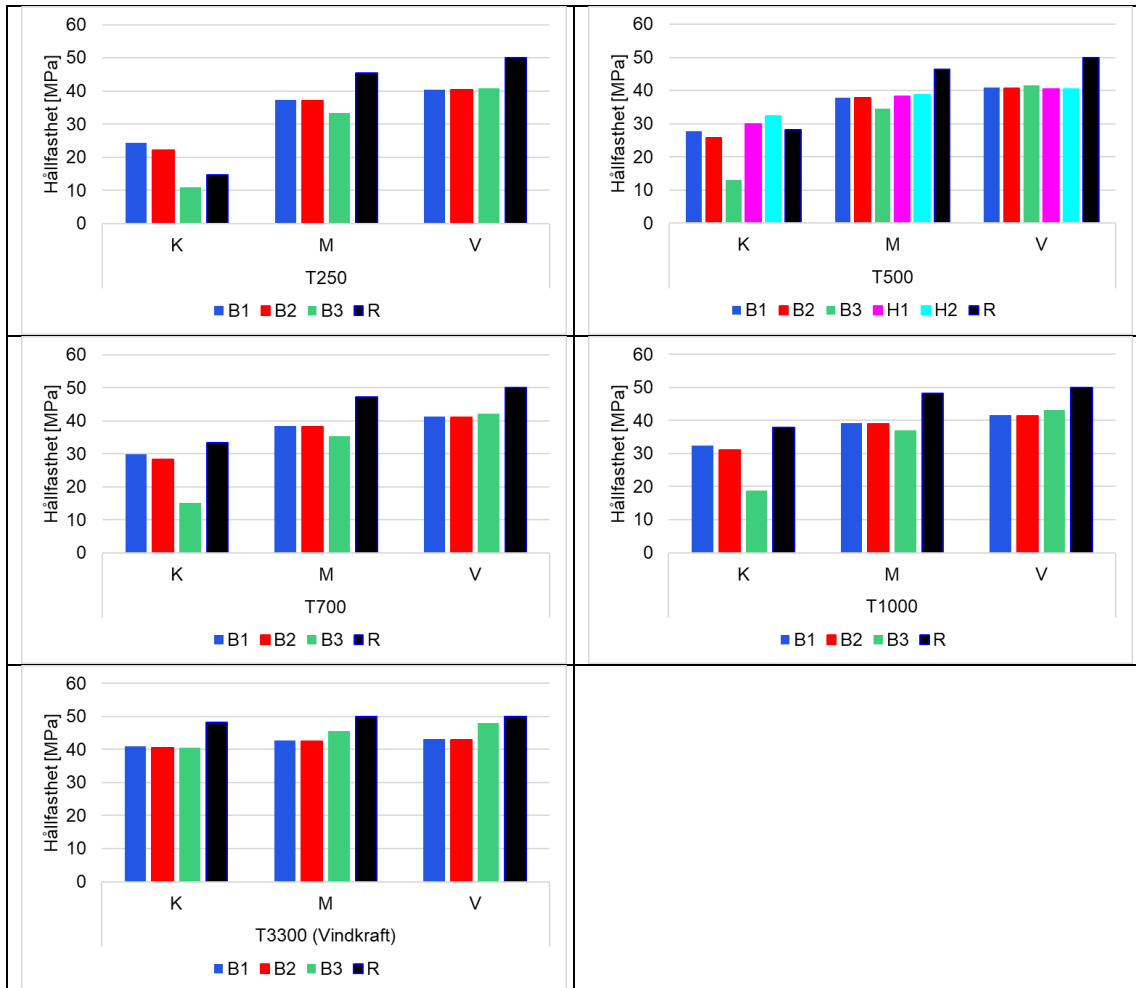 Hållfasthet [MPa]
60
50
40
30
20
10
0
K M V
T250
B1 B2 B3 R
Hållfasthet [MPa]
60
50
40
30
20
10
0
K M V
T500
B1 B2 B3 H1 H2 R
Hållfasthet [MPa]
60
50
40
30
20
10
0
K M V
T700
B1 B2 B3 R
Hållfasthet [MPa]
60
50
40
30
20
10
0
K M V
T1000
B1 B2 B3 R
Hållfasthet [MPa]
60
50
40
30
20
10
0
K M V
T3300 (Vindkraft)
B1 B2 B3 R